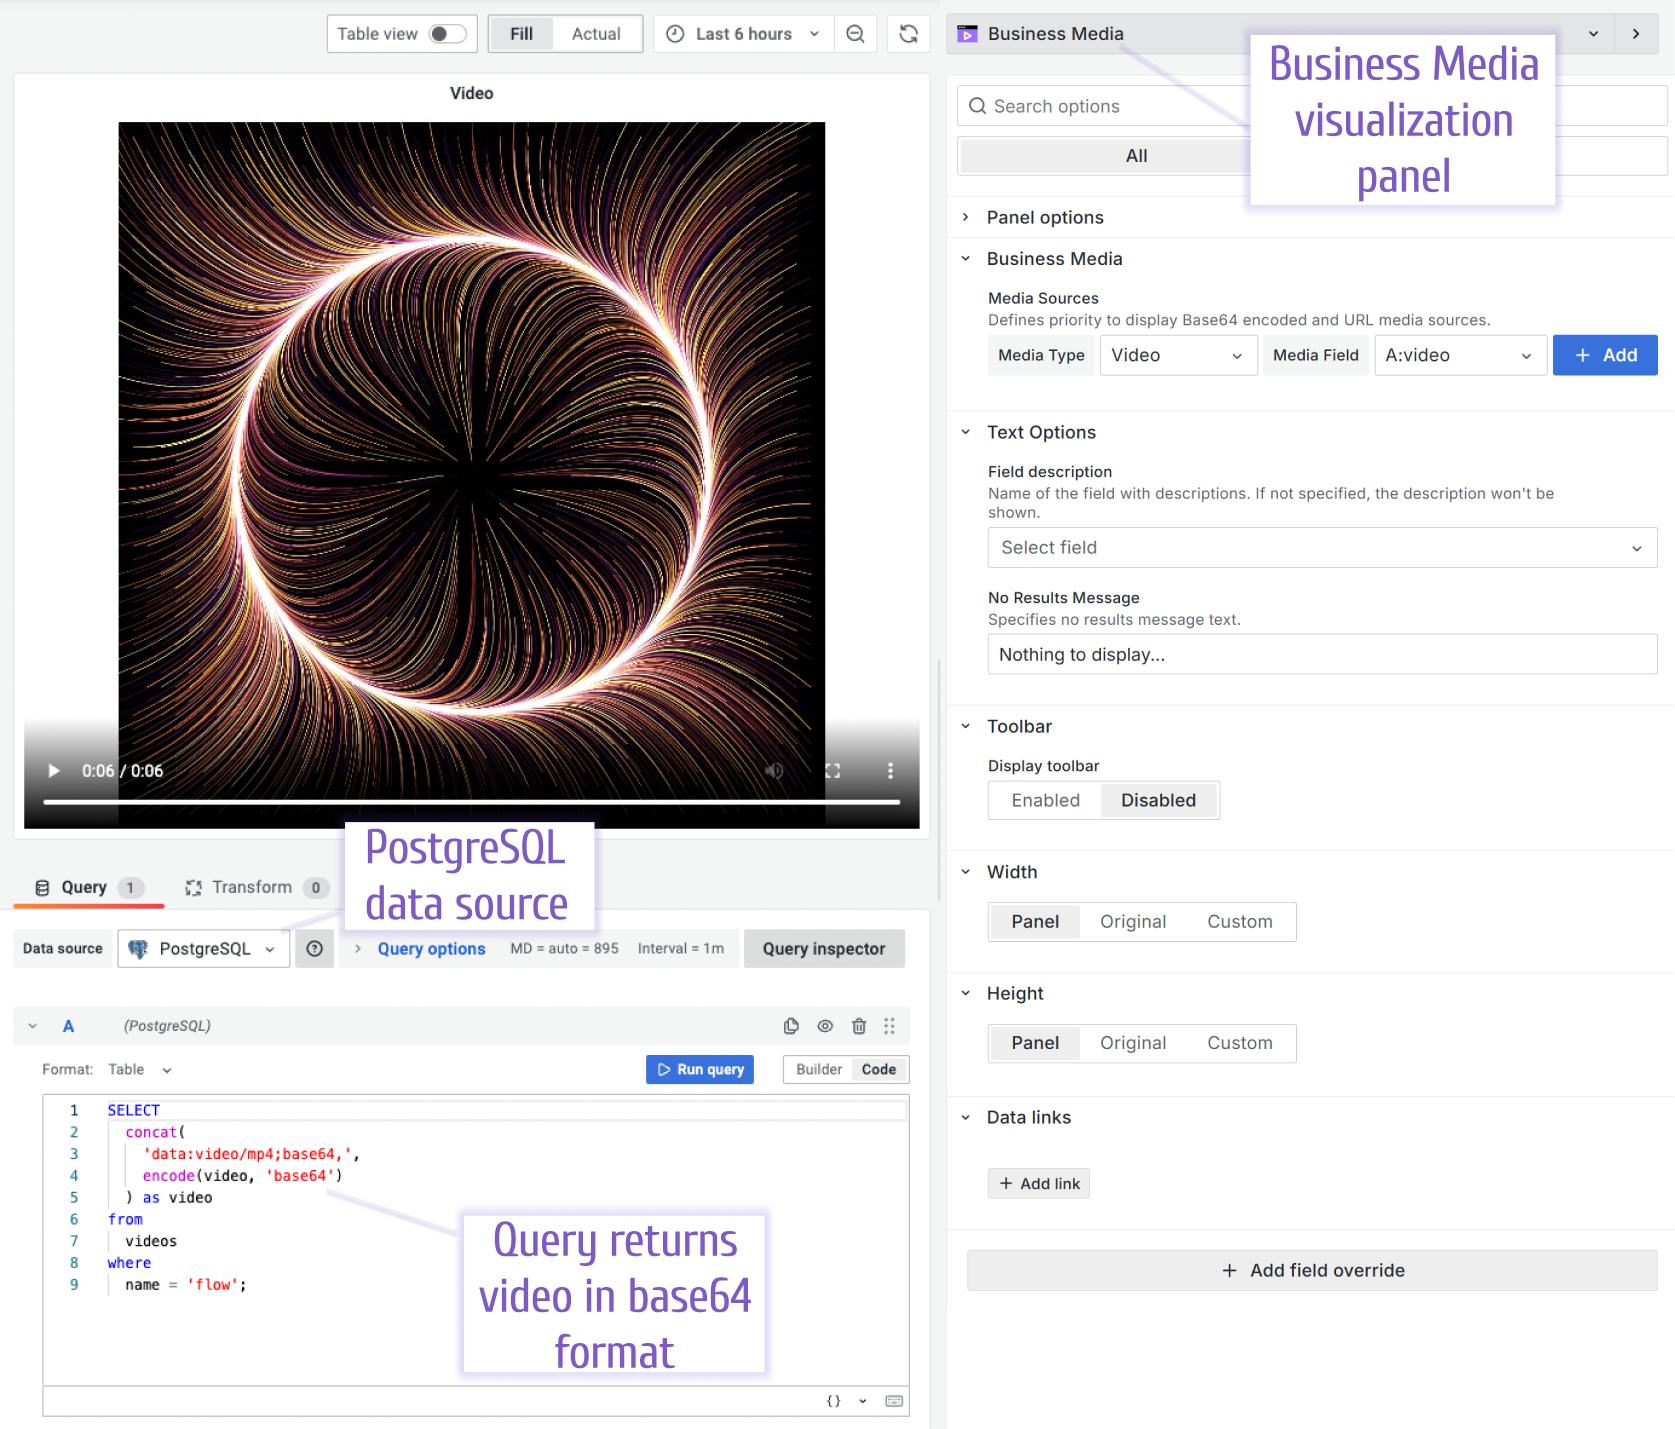 Table view
Fill Actual
Last 6 hours
Business Media
Business Media
visualization
panel
Video
Search options
All
Panel options
Business Media
Media Sources
Defines priority to display Base64 encoded and URL media sources.
Media Type Video Media Field A:video + Add
Text Options
Field description
Name of the field with descriptions. If not specified, the description won't be
shown.
Select field
No Results Message
Specifies no results message text.
Nothing to display...
Toolbar
Display toolbar
Enabled Disabled
Width
Panel Original Custom
Height
Panel Original Custom
Data links
+ Add link
+ Add field override
0:06 / 0:06
PostgreSQL
data source
Query 1 Transform 0
Data source PostgreSQL Query options MD = auto = 895 Interval = 1m Query inspector
A (PostgreSQL)
Format: Table Run query Builder Code
1 SELECT
2 concat(
3 'data:video/mp4;base64,',
4 encode(video, 'base64')
5 ) as video
6 from
7 videos
8 where
9 name = 'flow';
Query returns
video in base64
format
{}